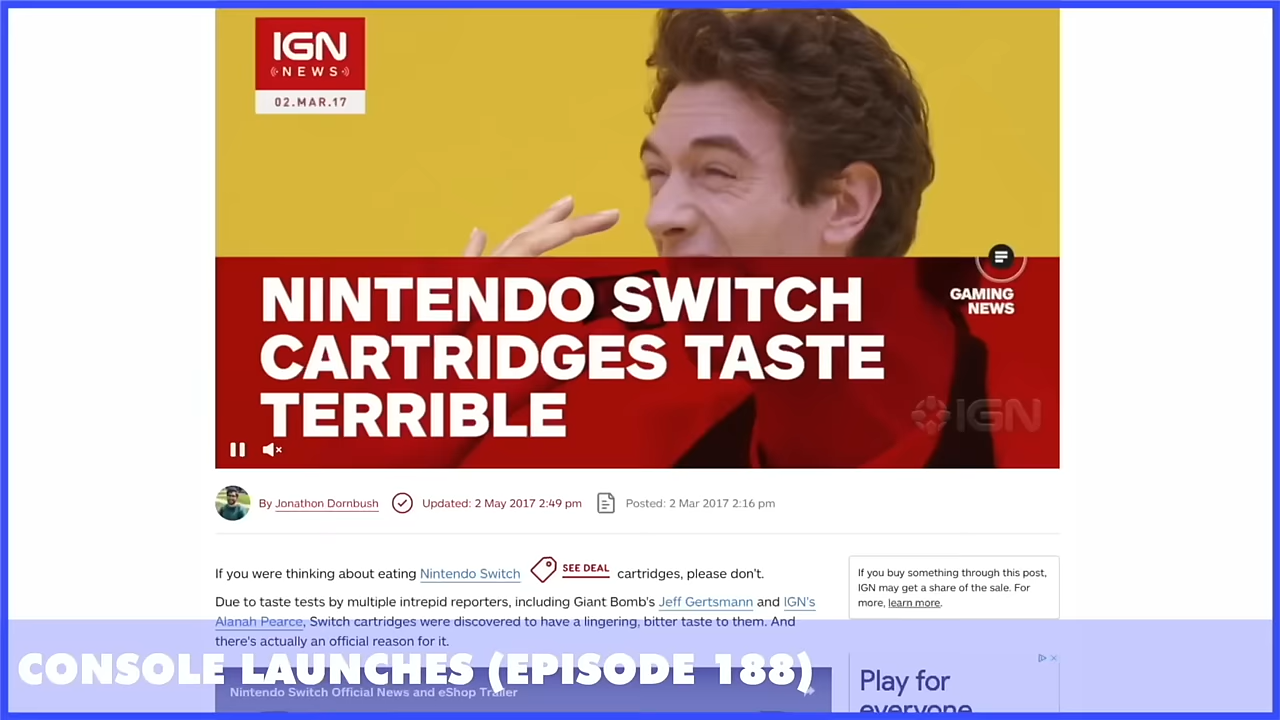 IGN
NEWS
02.MAR.17
GAMING
NEWS
NINTENDO SWITCH
CARTRIDGES TASTE
TERRIBLE
IGN
By Jonathon Dornbush
Updated: 2 May 2017 2:49 pm
Posted: 2 Mar 2017 2:16 pm
If you were thinking about eating Nintendo Switch SEE DEAL cartridges, please don't.
Due to taste tests by multiple intrepid reporters, including Giant Bomb's Jeff Gertsmann and IGN's
Alanah Pearce, Switch cartridges were discovered to have a lingering, bitter taste to them. And
there's actually an official reason for it.
If you buy something through this post,
IGN may get a share of the sale. For
more, learn more.
CONSOLE LAUNCHES (EPISODE 188)
Nintendo Switch Official News and eShop Trailer
Play for
everyone